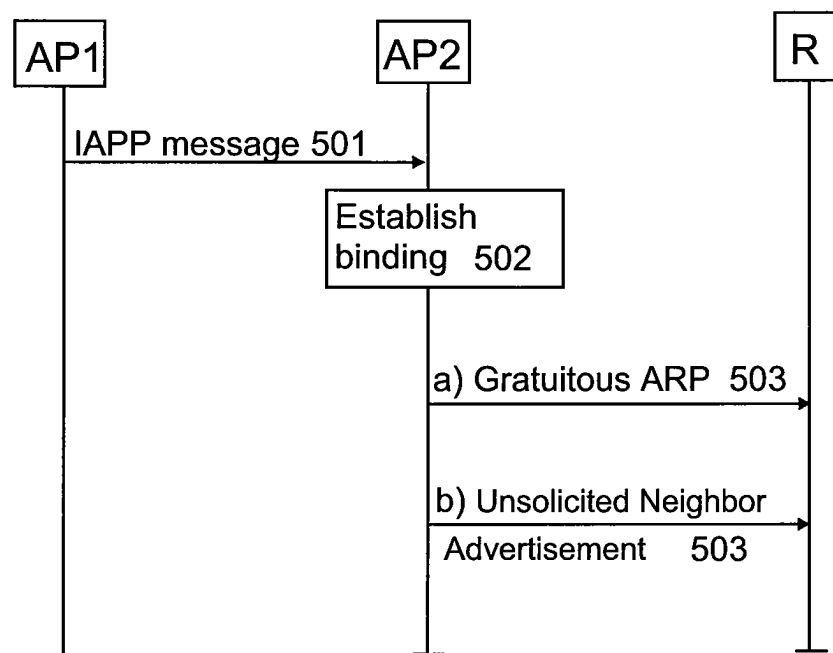 AP1
AP2
R
IAPP message 501
Establish
binding 502
a) Gratuitous ARP 503
b) Unsolicited Neighbor
Advertisement 503